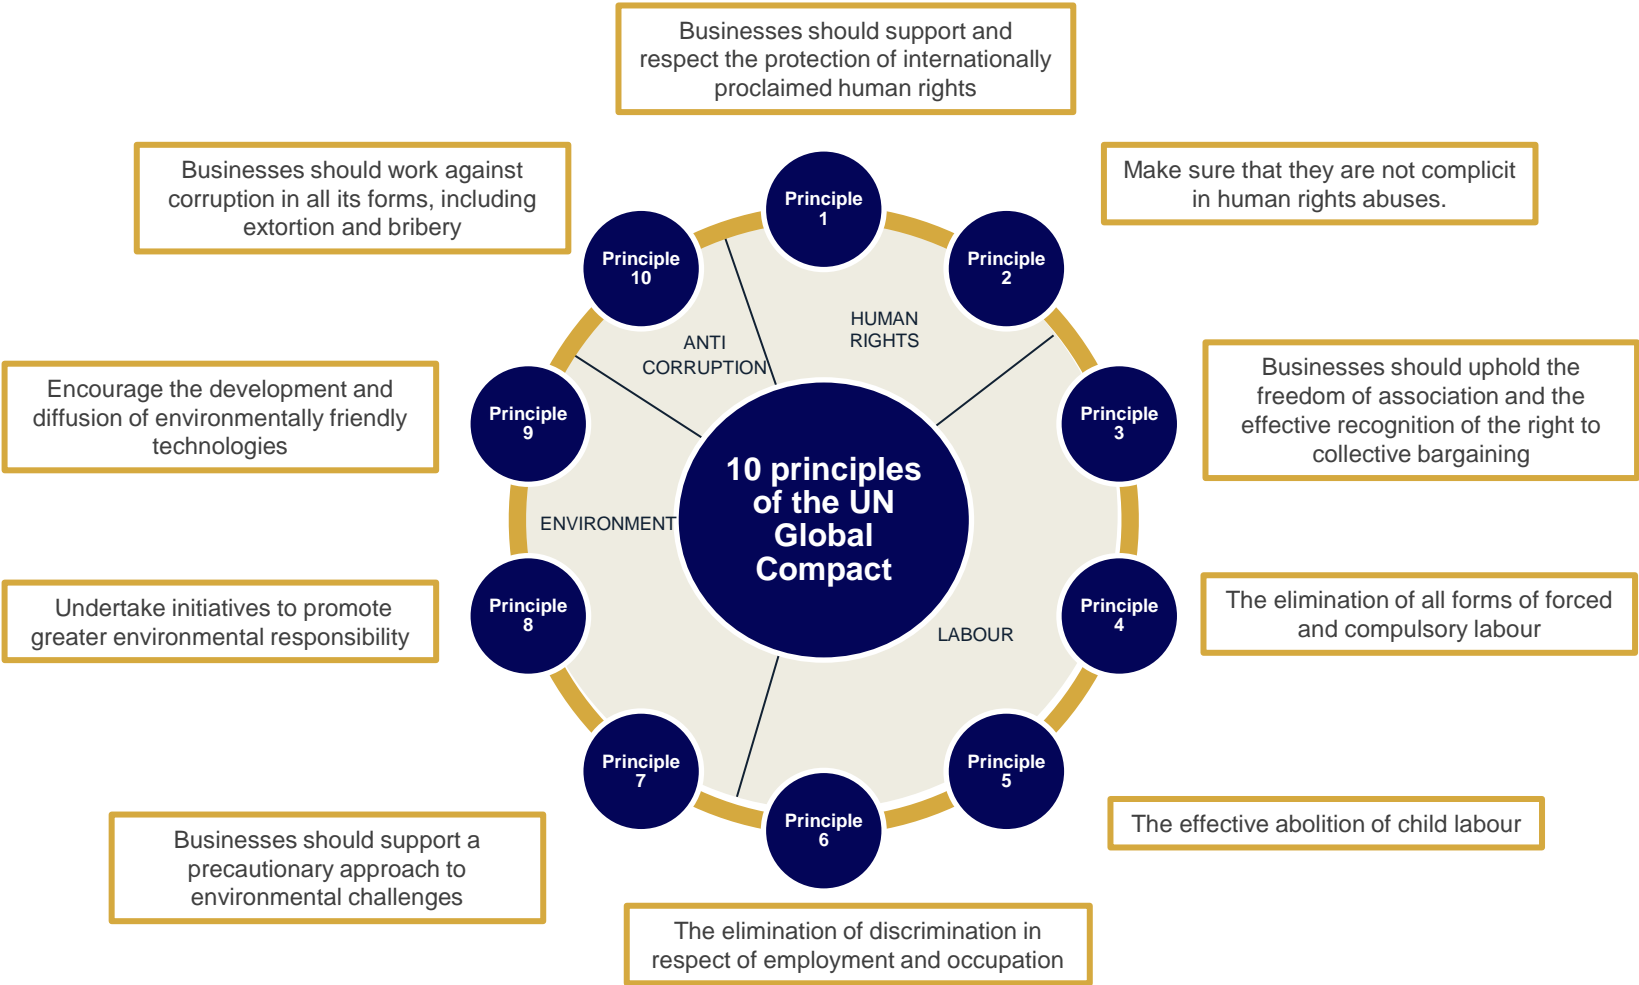 Businesses should support and
respect the protection of internationally
proclaimed human rights
Businesses should work against
corruption in all its forms, including
extortion and bribery
Make sure that they are not complicit
in human rights abuses.
Principle
1
Principle
10
Principle
2
HUMAN
RIGHTS
ANTI
CORRUPTION
Encourage the development and
diffusion of environmentally friendly
technologies
Principle
9
Principle
3
Businesses should uphold the
freedom of association and the
effective recognition of the right to
collective bargaining
10 principles
of the UN
Global
Compact
ENVIRONMENT
Undertake initiatives to promote
greater environmental responsibility
Principle
8
LABOUR
Principle
4
The elimination of all forms of forced
and compulsory labour
Principle
7
Principle
5
Principle
6
Businesses should support a
precautionary approach to
environmental challenges
The effective abolition of child labour
The elimination of discrimination in
respect of employment and occupation